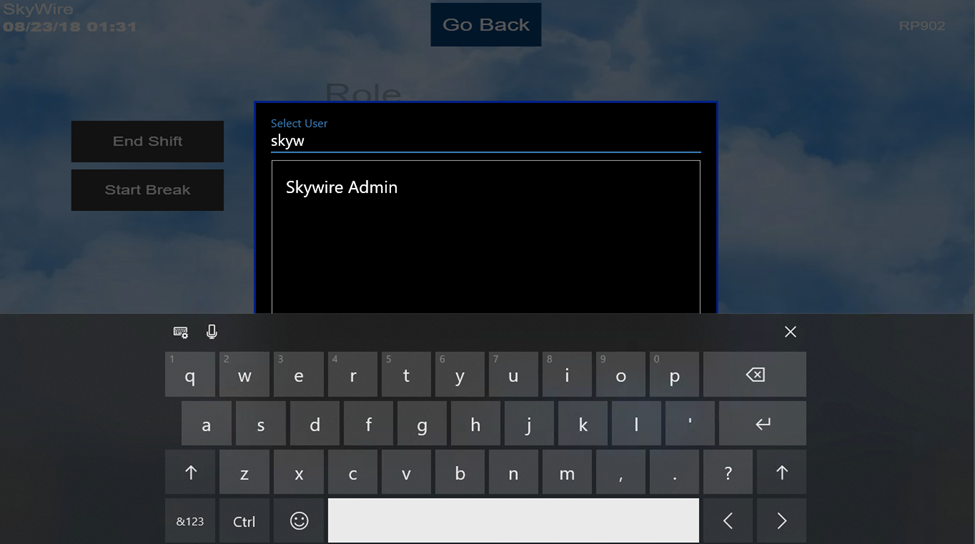 SkyWire
08/23/18 01:31
Go Back
RP902
Role
End Shift
Start Break
Select User
skyw
Skywire Admin
1 2 3 4 5 6 7 8 9 0
q w e r t y u i o p
a s d f g h j k l '
z x c v b n m , . ?
&123 Ctrl